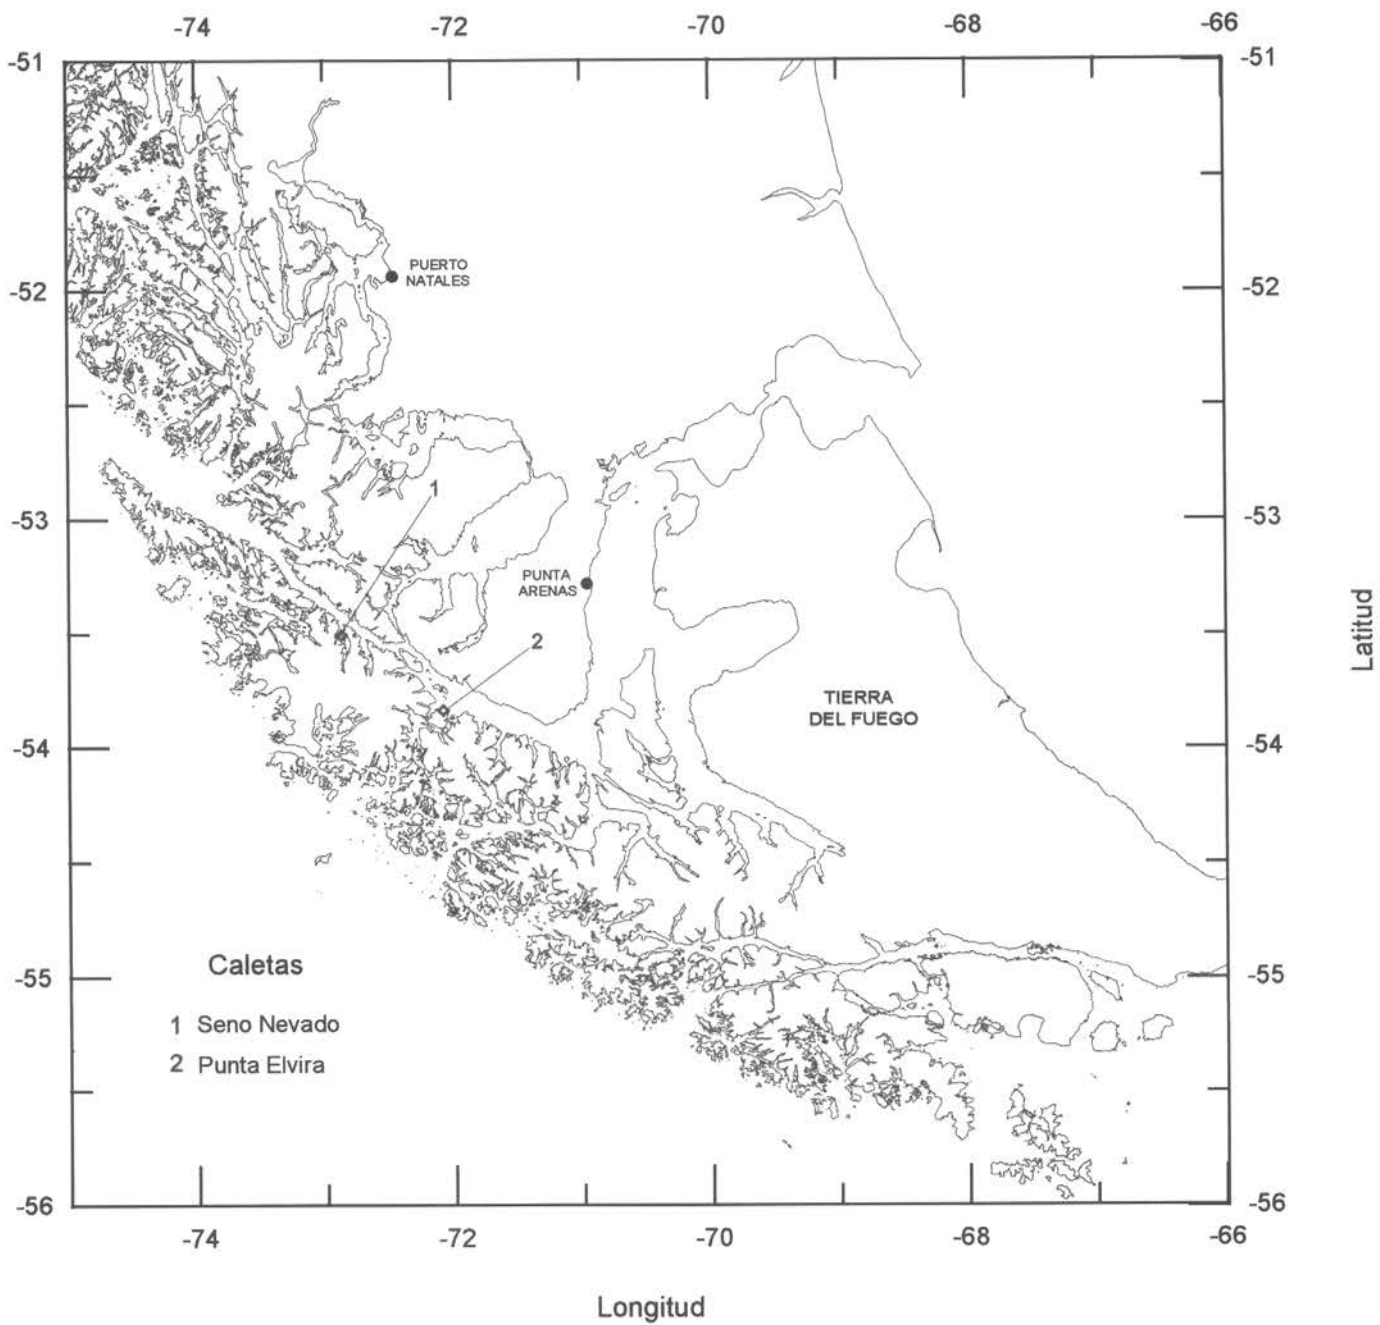 -74 -72 -70 -68 -66
-51 -51
PUERTO
NATALES
-52 -52
1
-53 -53
PUNTA
ARENAS
2
Latitud
TIERRA
DEL FUEGO
-54 -54
Caletas
-55 -55
1 Seno Nevado
2 Punta Elvira
-56 -56
-74 -72 -70 -68 -66
Longitud